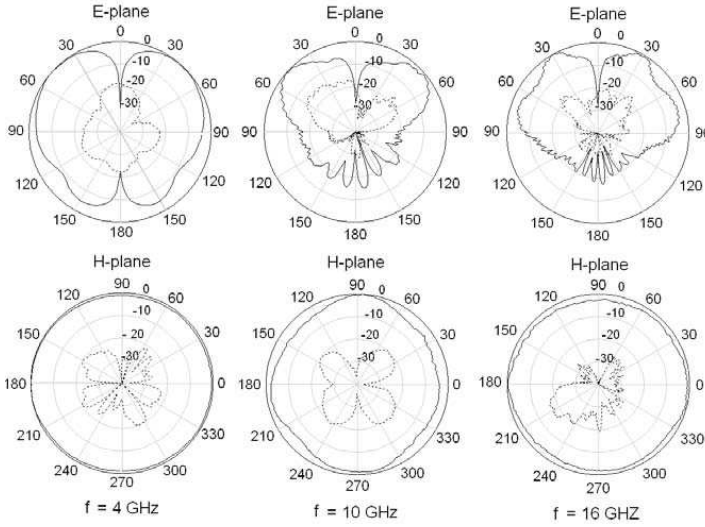 E-plane E-plane E-plane
0 0 0 0 0 0
30 30 30 30 30 30
-10 -10 -10
60 60 60 60 60 60
-20 -20 -20
-30 -30 -30
90 90 90 90 90 90
120 120 120 120 120 120
150 150 150 150 150 150
180 180 180
H-plane H-plane H-plane
90 0 90 0 90 0
120 60 120 60 120 60
-10 -10 -10
150 30 150 30 150 30
- 20 - 20 -20
-30 -30 -30
180 0 180 0 180 0
210 330 210 330 210 330
240 300 240 300 240 300
270 270 270
f = 4 GHz f = 10 GHz f = 16 GHZ